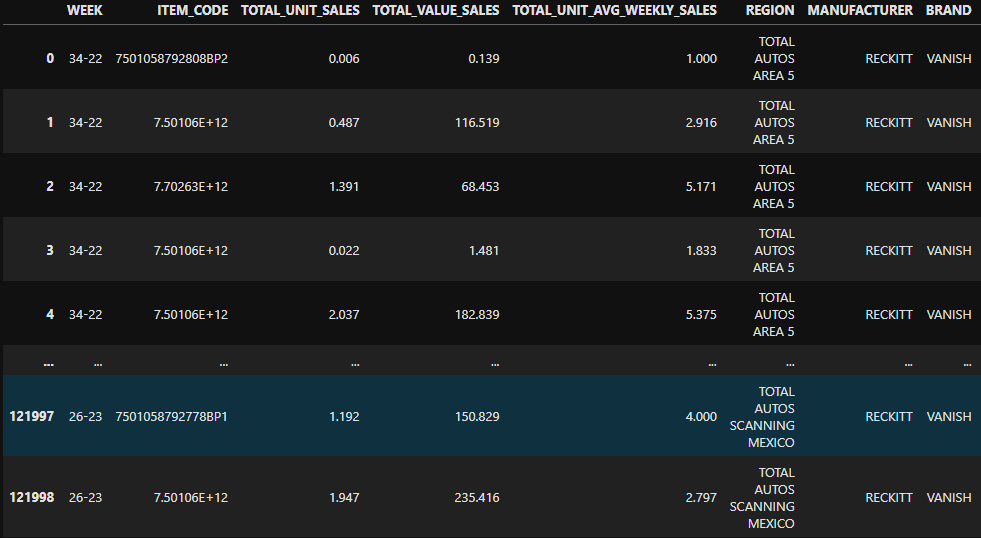 WEEK ITEM_CODE TOTAL_UNIT_SALES TOTAL_VALUE_SALES TOTAL_UNIT_AVG_WEEKLY_SALES REGION MANUFACTURER BRAND
0 34-22 7501058792808BP2 0.006 0.139 1.000 TOTAL AUTOS AREA 5 RECKITT VANISH
1 34-22 7.50106E+12 0.487 116.519 2.916 TOTAL AUTOS AREA 5 RECKITT VANISH
2 34-22 7.70263E+12 1.391 68.453 5.171 TOTAL AUTOS AREA 5 RECKITT VANISH
3 34-22 7.50106E+12 0.022 1.481 1.833 TOTAL AUTOS AREA 5 RECKITT VANISH
4 34-22 7.50106E+12 2.037 182.839 5.375 TOTAL AUTOS AREA 5 RECKITT VANISH
... ... ... ... ... ... ... ... ...
121997 26-23 7501058792778BP1 1.192 150.829 4.000 TOTAL AUTOS SCANNING MEXICO RECKITT VANISH
121998 26-23 7.50106E+12 1.947 235.416 2.797 TOTAL AUTOS SCANNING MEXICO RECKITT VANISH